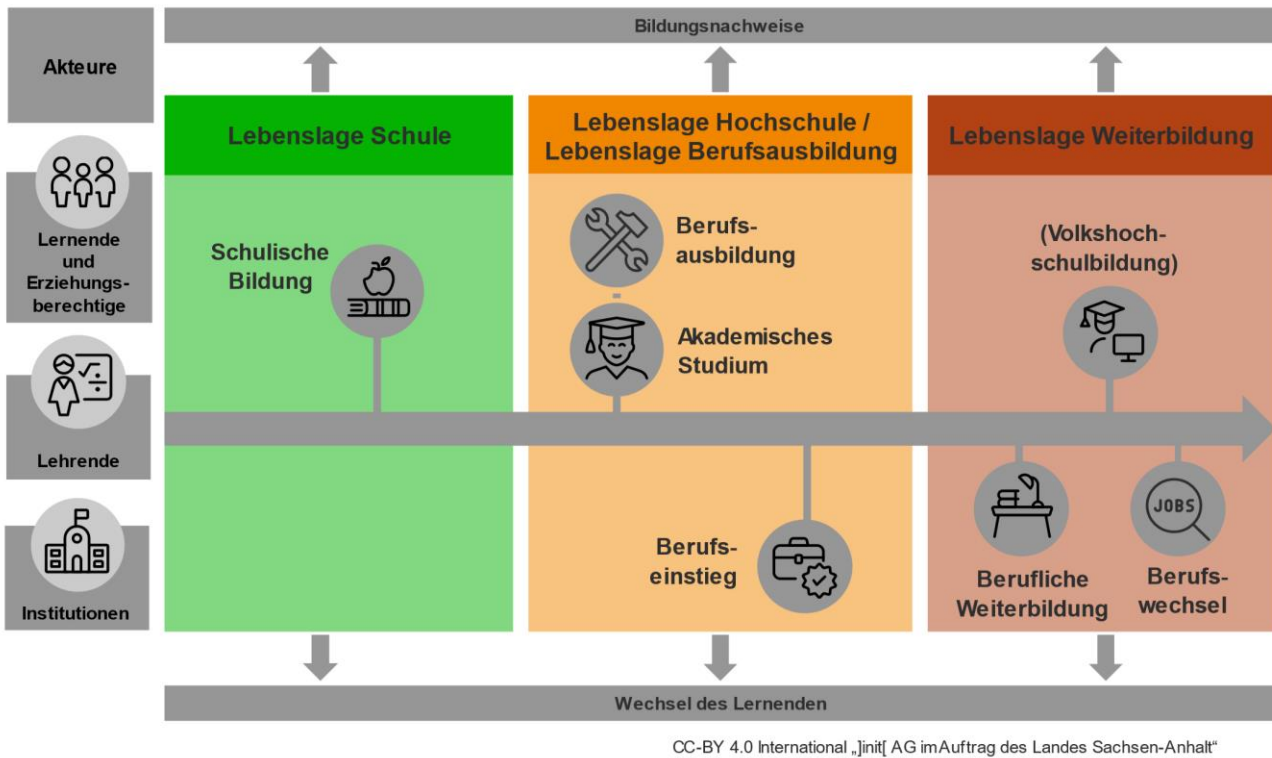 Bildungsnachweise
Akteure
Lebenslage Schule
Lebenslage Hochschule /
Lebenslage Berufsausbildung
Lebenslage Weiterbildung
Lernende
und
Erziehungs-
berechtige
Lehrende
Institutionen
Schulische
Bildung
Berufs-
ausbildung
Akademisches
Studium
Berufs-
einstieg
(Volkshoch-
schulbildung)
Berufliche
Weiterbildung
JOBS
Berufs-
wechsel
Wechsel des Lernenden
CC-BY 4.0 International „]init[ AG im Auftrag des Landes Sachsen-Anhalt“